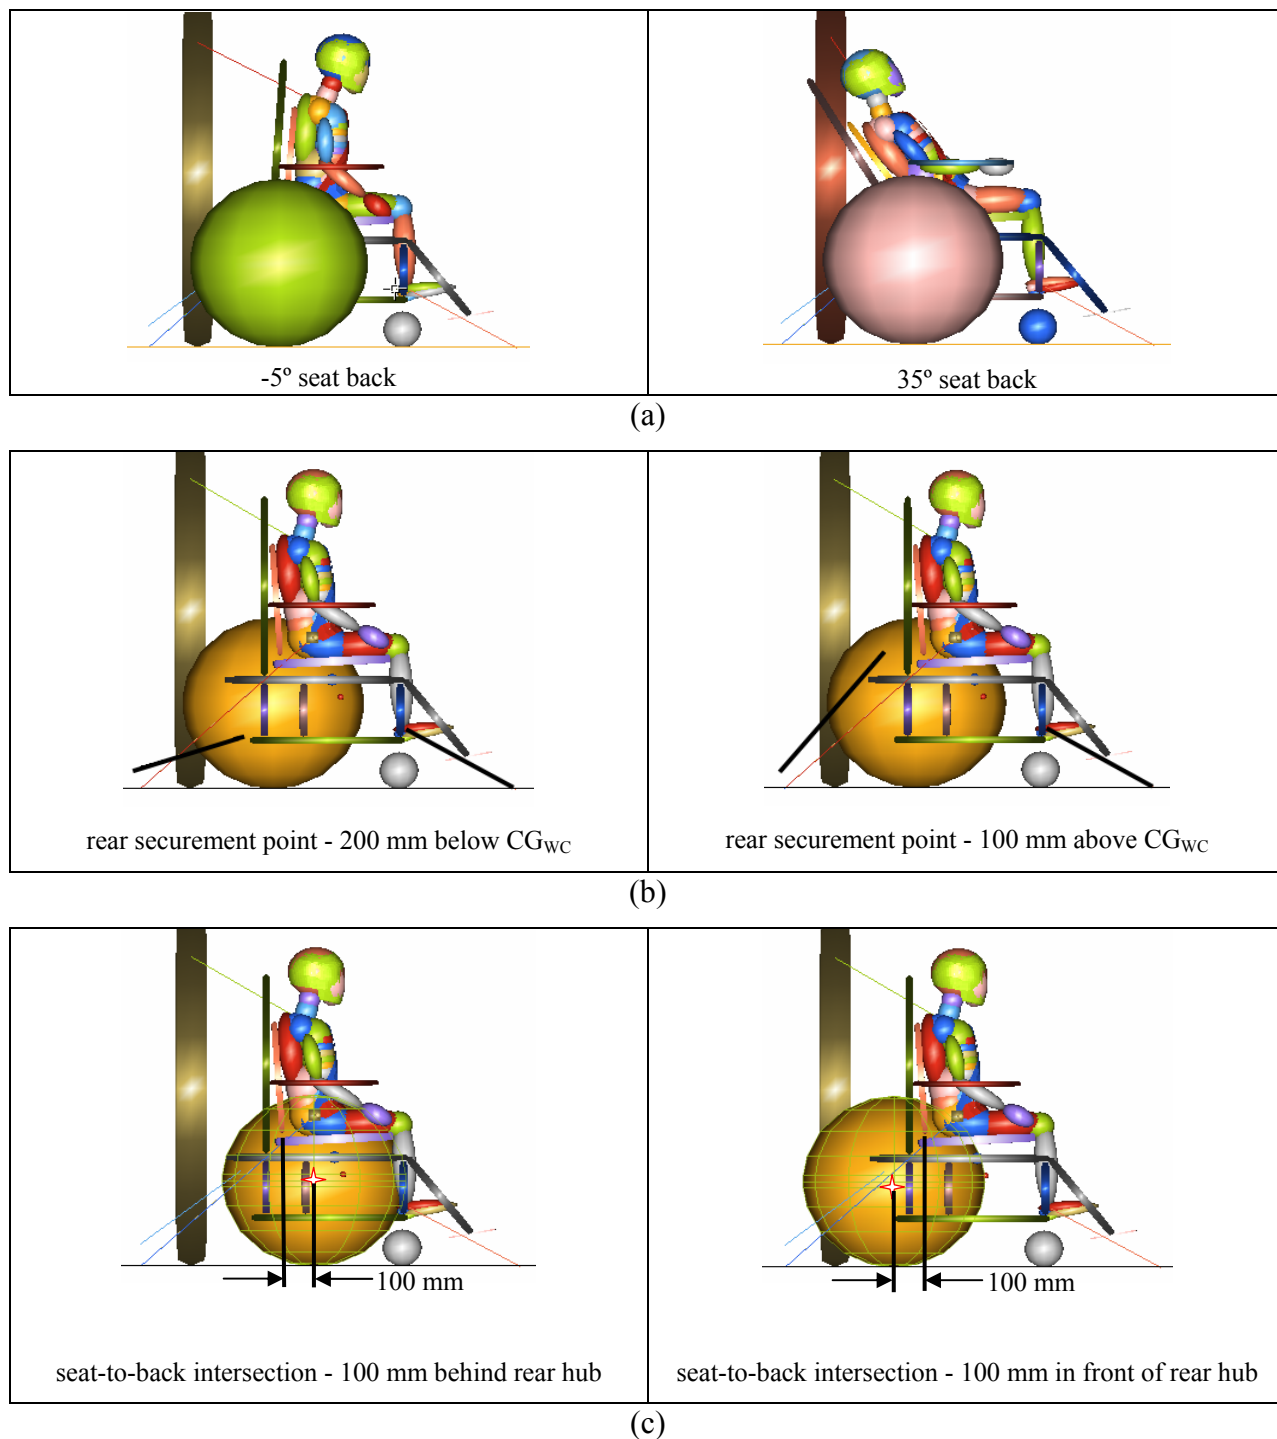 -5º seat back
35º seat back
(a)
rear securement point - 200 mm below CGWC
rear securement point - 100 mm above CGWC
(b)
100 mm
100 mm
seat-to-back intersection - 100 mm behind rear hub
seat-to-back intersection - 100 mm in front of rear hub
(c)